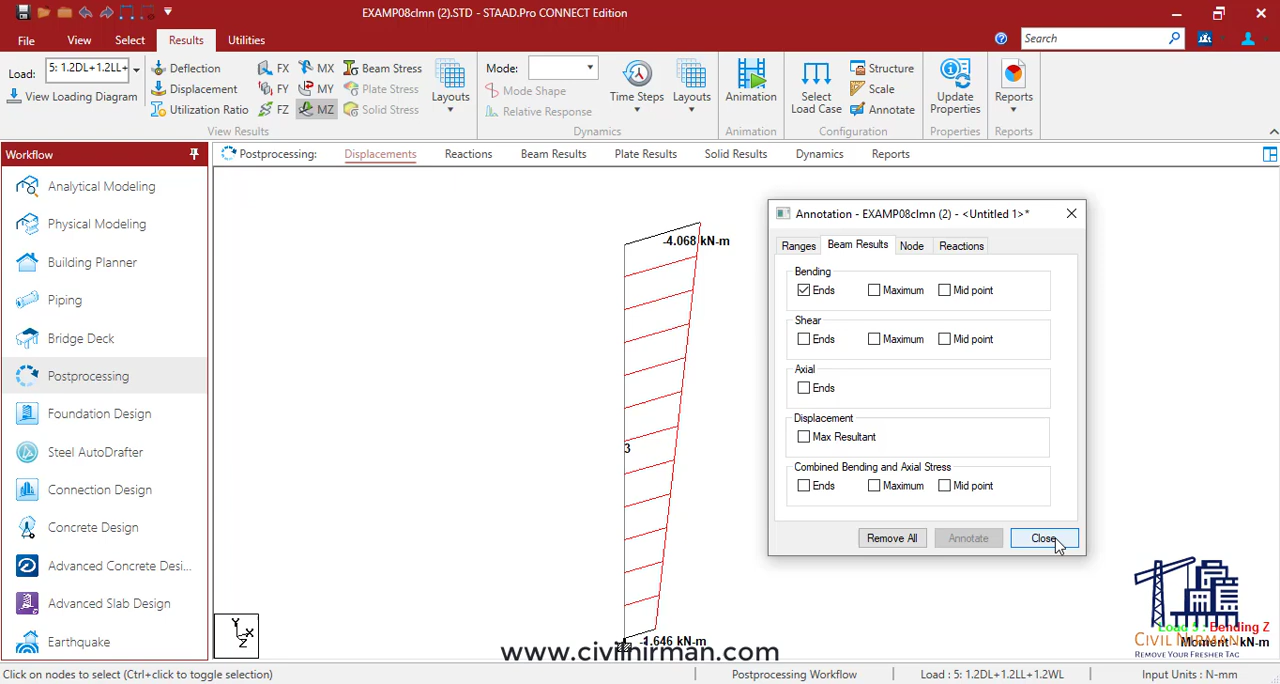 EXAMP08clmn (2).STD - STAAD.Pro CONNECT Edition
File View Select Results Utilities Search
Load: 5: 1.2DL+1.2LL+
View Loading Diagram
Deflection
Displacement
Utilization Ratio
FX MX
FY MY
FZ MZ
Beam Stress
Plate Stress
Solid Stress
Layouts
View Results
Mode:
Mode Shape
Relative Response
Time Steps
Layouts
Dynamics
Animation
Animation
Select
Load Case
Structure
Scale
Annotate
Configuration
Update
Properties
Properties
Reports
Reports
Workflow
Postprocessing: Displacements Reactions Beam Results Plate Results Solid Results Dynamics Reports
Analytical Modeling
Physical Modeling
Building Planner
Piping
Bridge Deck
Postprocessing
Foundation Design
Steel AutoDrafter
Connection Design
Concrete Design
Advanced Concrete Desi...
Advanced Slab Design
Earthquake
-4.068 kN-m
3
-1.646 kN-m
Y
X
Z
Annotation - EXAMP08clmn (2) - <Untitled 1>*
Ranges Beam Results Node Reactions
Bending
Ends Maximum Mid point
Shear
Ends Maximum Mid point
Axial
Ends
Displacement
Max Resultant
Combined Bending and Axial Stress
Ends Maximum Mid point
Remove All Annotate Close
Load 5 : Bending Z
Moment - kN-m
CIVIL NIRMAN
REMOVE YOUR FRESHER TAG
www.civilnirman.com
Click on nodes to select (Ctrl+click to toggle selection)
Postprocessing Workflow
Load : 5: 1.2DL+1.2LL+1.2WL
Input Units : N-mm